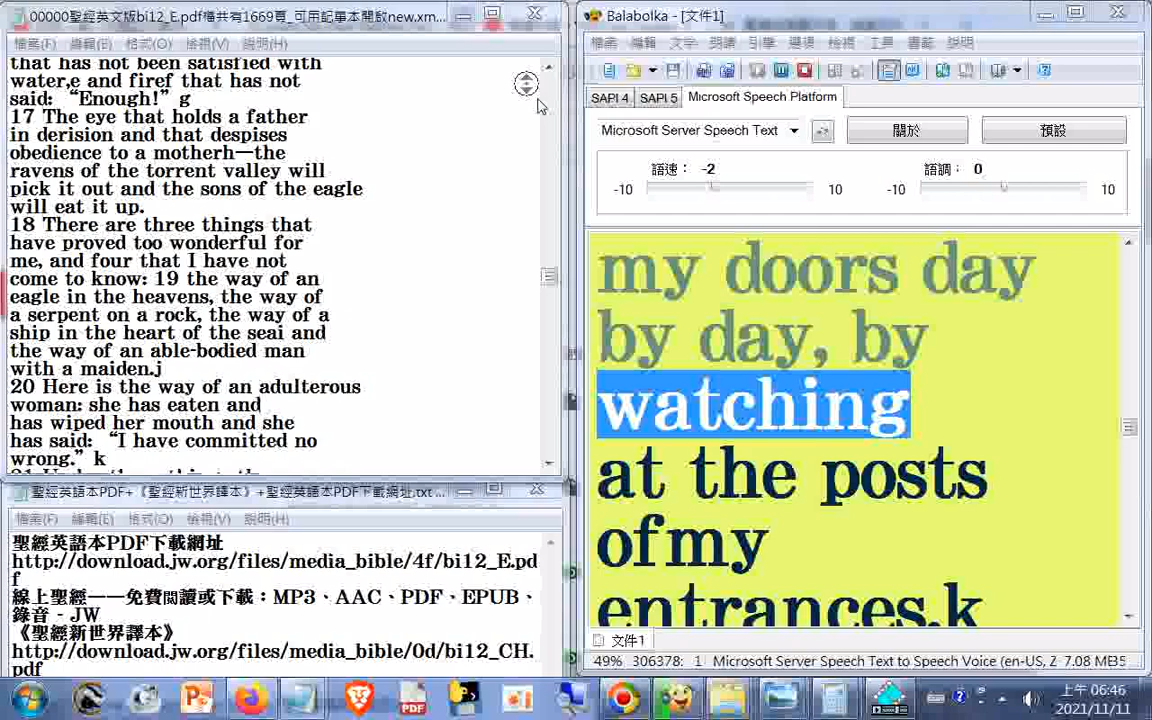 00000聖經英文版bi12_E.pdf檔共有1669頁_可用記事本開啟new.xm...
檔案(F) 編輯(E) 格式(O) 檢視(V) 說明(H)
that has not been satisfied with
water,e and firef that has not
said: “Enough!” g
17 The eye that holds a father
in derision and that despises
obedience to a motherh—the
ravens of the torrent valley will
pick it out and the sons of the eagle
will eat it up.
18 There are three things that
have proved too wonderful for
me, and four that I have not
come to know: 19 the way of an
eagle in the heavens, the way of
a serpent on a rock, the way of a
ship in the heart of the seai and
the way of an able-bodied man
with a maiden.j
20 Here is the way of an adulterous
woman: she has eaten and
has wiped her mouth and she
has said: “I have committed no
wrong.” k
聖經英語本PDF+《聖經新世界譯本》+聖經英語本PDF下載網址.txt ...
檔案(F) 編輯(E) 格式(O) 檢視(V) 說明(H)
聖經英語本PDF下載網址
http://download.jw.org/files/media_bible/4f/bi12_E.pd
f
線上聖經——免費閱讀或下載：MP3、AAC、PDF、EPUB、
錄音 - JW
《聖經新世界譯本》
http://download.jw.org/files/media_bible/0d/bi12_CH.
pdf
Balabolka - [文件1]
檔案 編輯 文字 朗讀 引擎 選項 檢視 工具 書籤 說明
SAPI 4 SAPI 5 Microsoft Speech Platform
Microsoft Server Speech Text 關於 預設
語速： -2 語調： 0
-10 10 -10 10
my doors day
by day, by
watching
at the posts
ofmy
entrances.k
文件1
49% 306378: 1 Microsoft Server Speech Text to Speech Voice (en-US, Z 7.08 MB
上午 06:46
2021/11/11